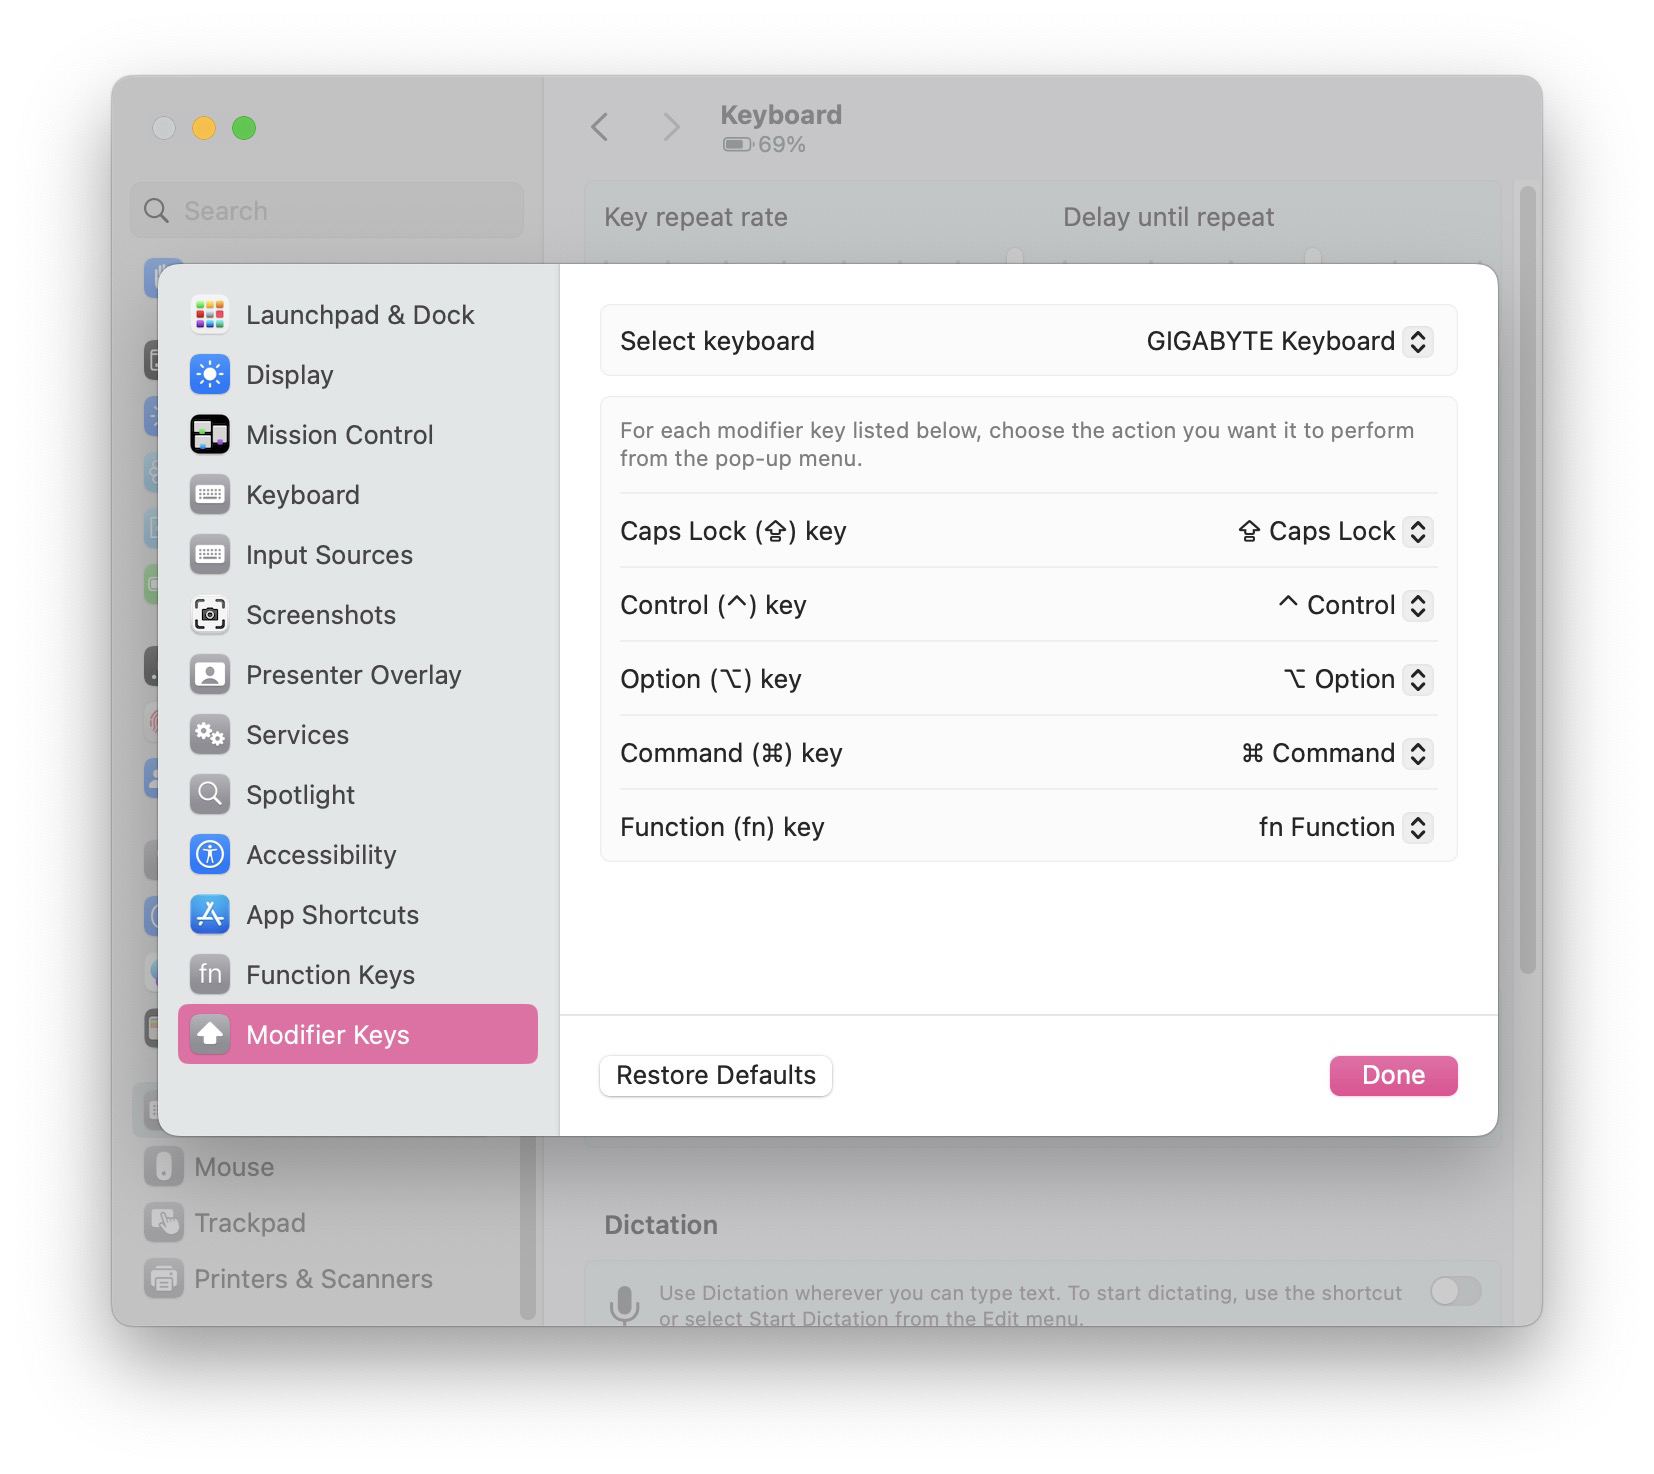 Keyboard
69%
Search
Key repeat rate
Delay until repeat
Launchpad & Dock
Display
Mission Control
Keyboard
Input Sources
Screenshots
Presenter Overlay
Services
Spotlight
Accessibility
App Shortcuts
fn Function Keys
Modifier Keys
Select keyboard
GIGABYTE Keyboard
For each modifier key listed below, choose the action you want it to perform
from the pop-up menu.
Caps Lock (⇪) key
⇪ Caps Lock
Control (^) key
^ Control
Option (⌥) key
⌥ Option
Command (⌘) key
⌘ Command
Function (fn) key
fn Function
Restore Defaults
Done
Mouse
Trackpad
Printers & Scanners
Dictation
Use Dictation wherever you can type text. To start dictating, use the shortcut
or select Start Dictation from the Edit menu.